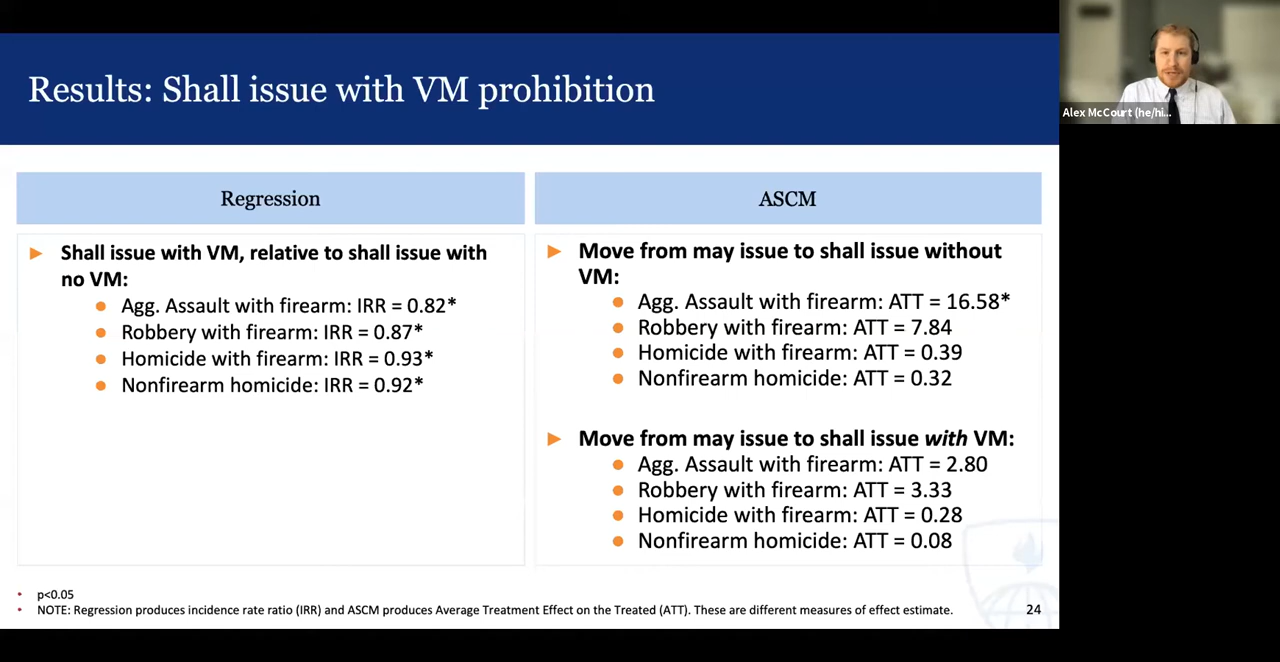 Results: Shall issue with VM prohibition
Alex McCourt (he/hi...
Regression
ASCM
Shall issue with VM, relative to shall issue with
no VM:
Agg. Assault with firearm: IRR = 0.82*
Robbery with firearm: IRR = 0.87*
Homicide with firearm: IRR = 0.93*
Nonfirearm homicide: IRR = 0.92*
Move from may issue to shall issue without
VM:
Agg. Assault with firearm: ATT = 16.58*
Robbery with firearm: ATT = 7.84
Homicide with firearm: ATT = 0.39
Nonfirearm homicide: ATT = 0.32
Move from may issue to shall issue with VM:
Agg. Assault with firearm: ATT = 2.80
Robbery with firearm: ATT = 3.33
Homicide with firearm: ATT = 0.28
Nonfirearm homicide: ATT = 0.08
p<0.05
NOTE: Regression produces incidence rate ratio (IRR) and ASCM produces Average Treatment Effect on the Treated (ATT). These are different measures of effect estimate.
24